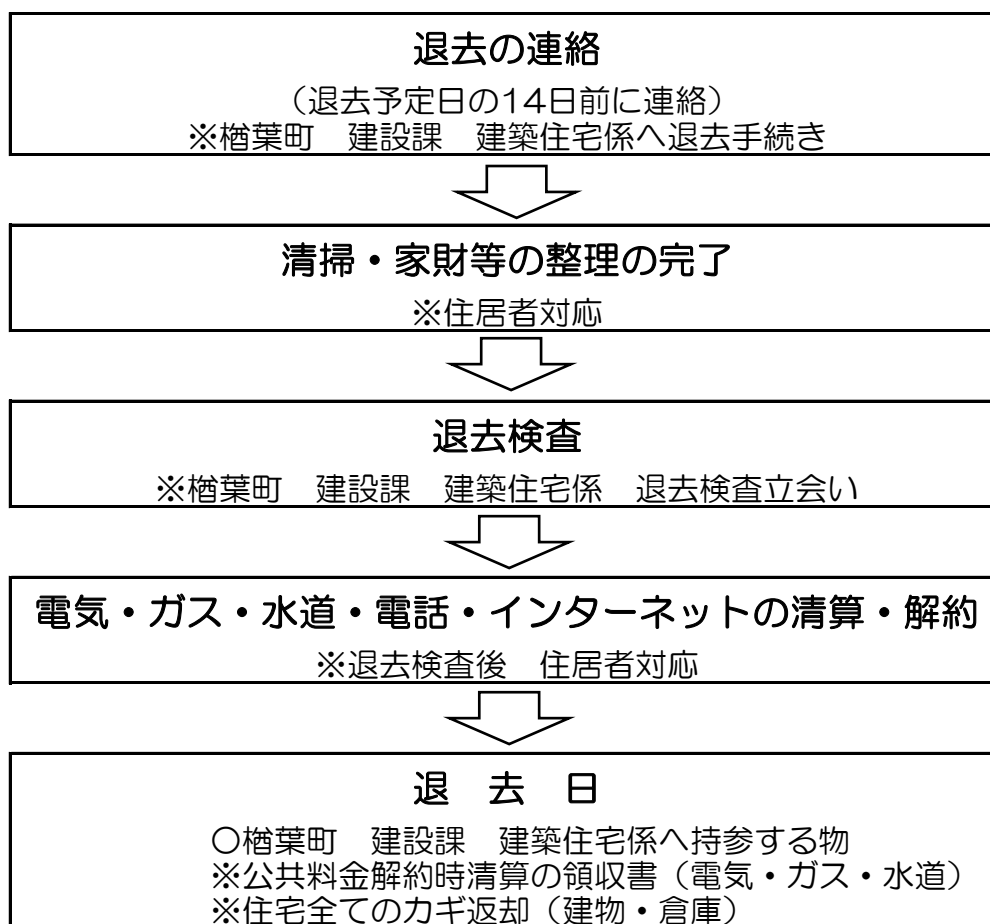 退去の連絡
（退去予定日の14日前に連絡）
※楢葉町　建設課　建築住宅係へ退去手続き
清掃・家財等の整理の完了
※住居者対応
退去検査
※楢葉町　建設課　建築住宅係　退去検査立会い
電気・ガス・水道・電話・インターネットの清算・解約
※退去検査後　住居者対応
退　去　日
〇楢葉町　建設課　建築住宅係へ持参する物
※公共料金解約時清算の領収書（電気・ガス・水道）
※住宅全てのカギ返却（建物・倉庫）